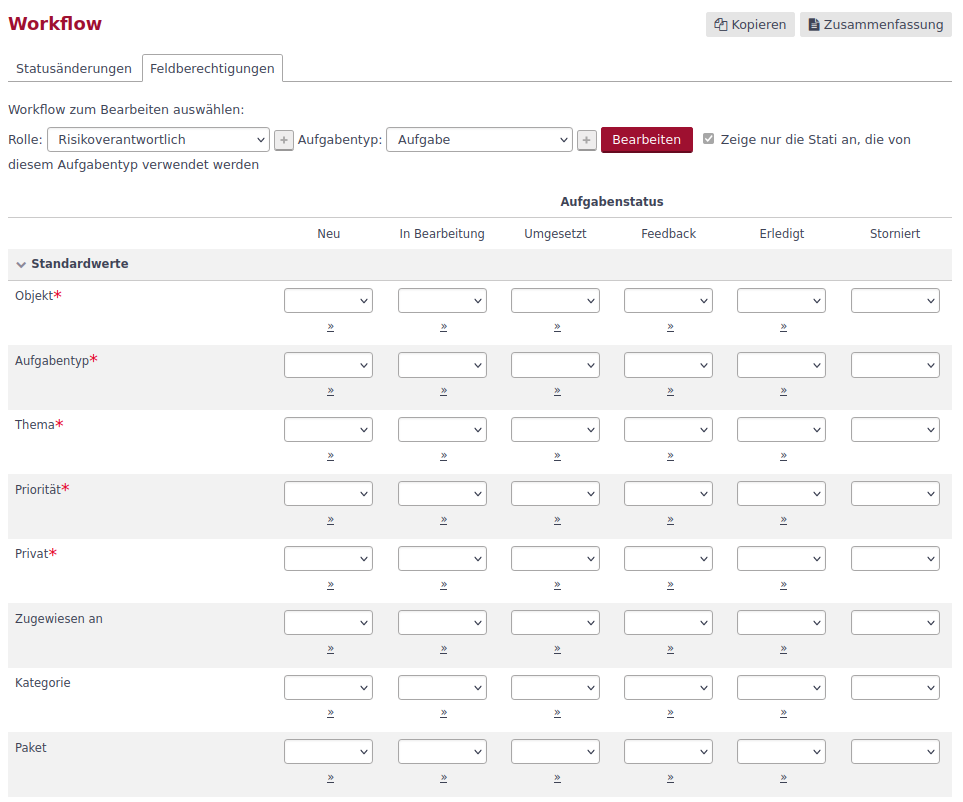 Workflow
Kopieren
Zusammenfassung
Statusänderungen
Feldberechtigungen
Workflow zum Bearbeiten auswählen:
Rolle: Risikoverantwortlich + Aufgabentyp: Aufgabe + Bearbeiten Zeige nur die Stati an, die von
diesem Aufgabentyp verwendet werden
Aufgabenstatus
Neu In Bearbeitung Umgesetzt Feedback Erledigt Storniert
Standardwerte
Objekt*
» » » » »
Aufgabentyp*
» » » » »
Thema*
» » » » »
Priorität*
» » » » »
Privat*
» » » » »
Zugewiesen an
» » » » »
Kategorie
» » » » »
Paket
» » » » »